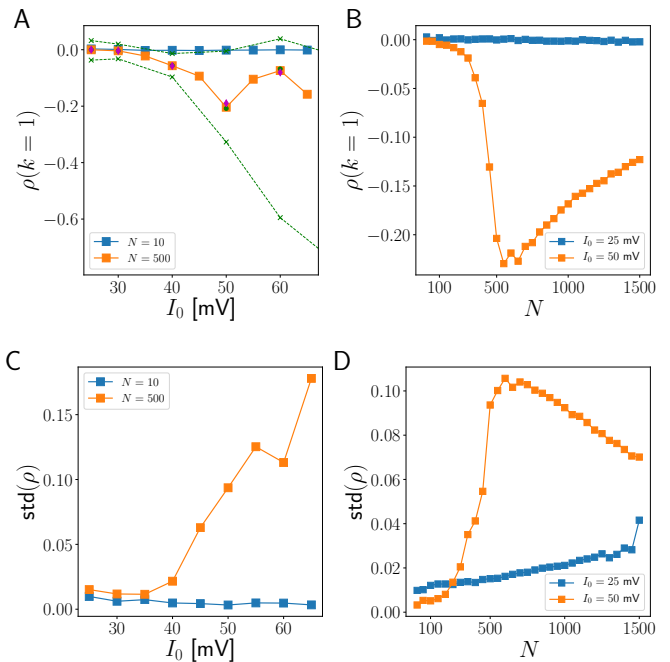 A
0.0
−0.2
−0.4
−0.6
ρ(k = 1)
N = 10
N = 500
30 40 50 60
I₀ [mV]
B
0.00
−0.05
−0.10
−0.15
−0.20
ρ(k = 1)
I₀ = 25 mV
I₀ = 50 mV
100 500 1000 1500
N
C
0.15
0.10
0.05
0.00
std(ρ)
N = 10
N = 500
30 40 50 60
I₀ [mV]
D
0.10
0.08
0.06
0.04
0.02
0.00
std(ρ)
I₀ = 25 mV
I₀ = 50 mV
100 500 1000 1500
N